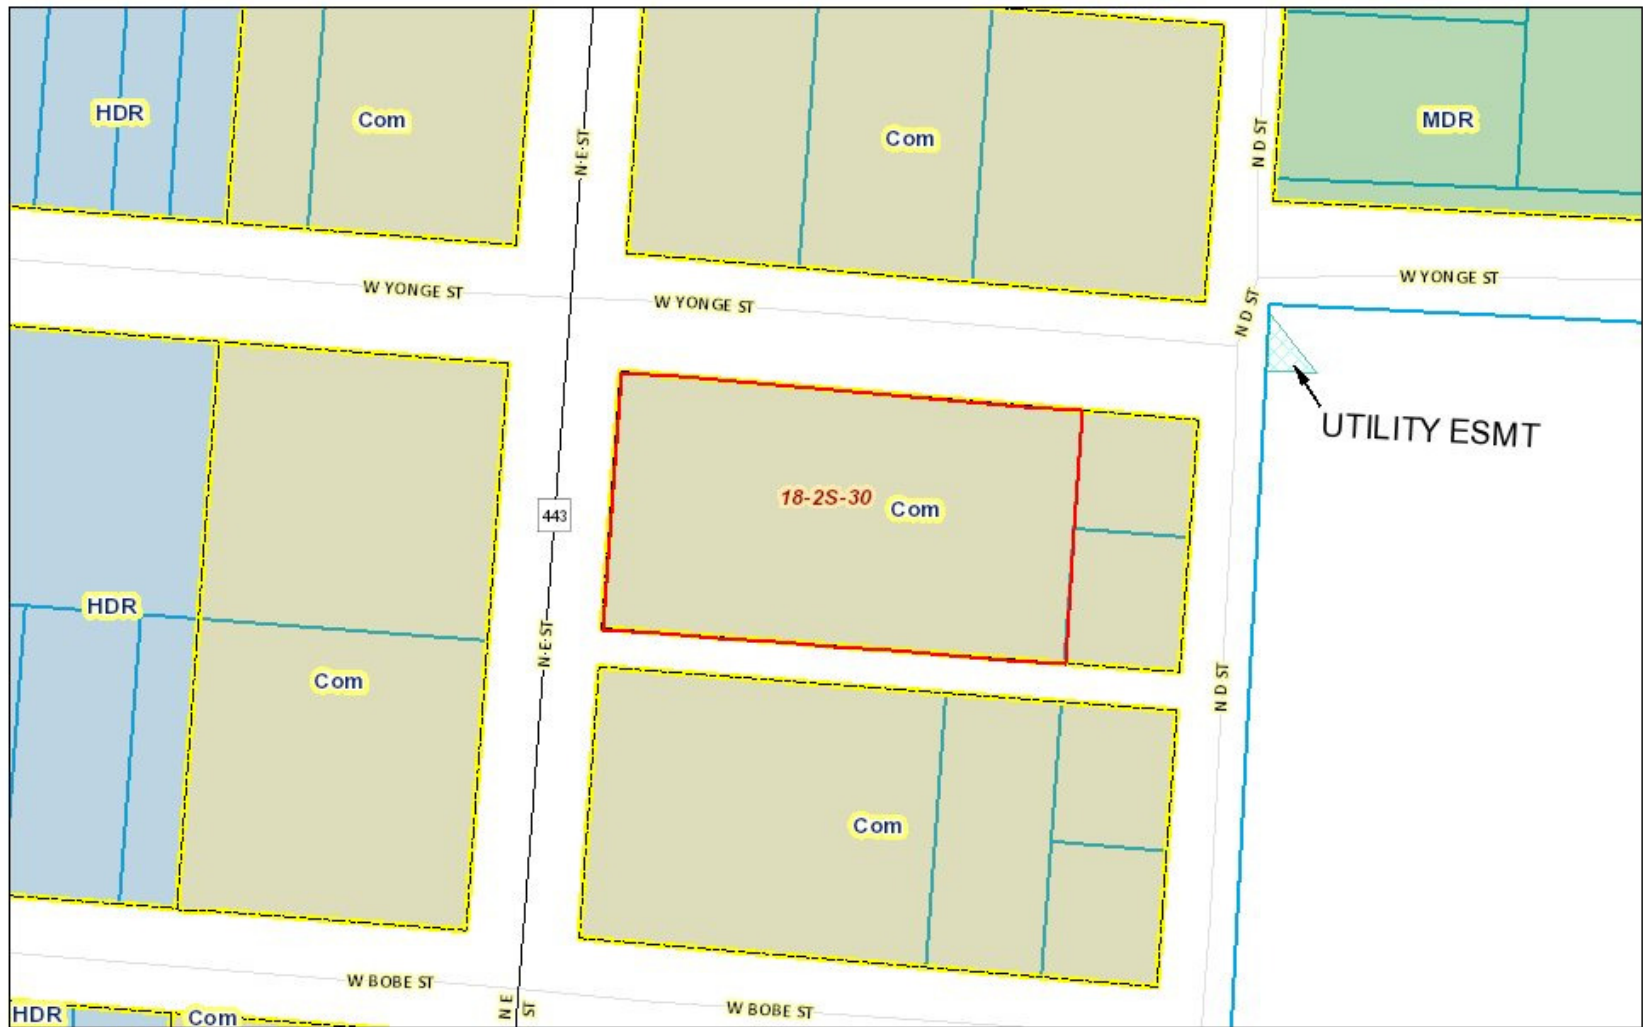 HDR
Com
Com
MDR
N E ST
N D ST
W YONGE ST
W YONGE ST
W YONGE ST
N D ST
UTILITY ESMT
18-2S-30
Com
443
HDR
N E ST
Com
N D ST
Com
W BOBE ST
N E
ST
W BOBE ST
HDR
Com